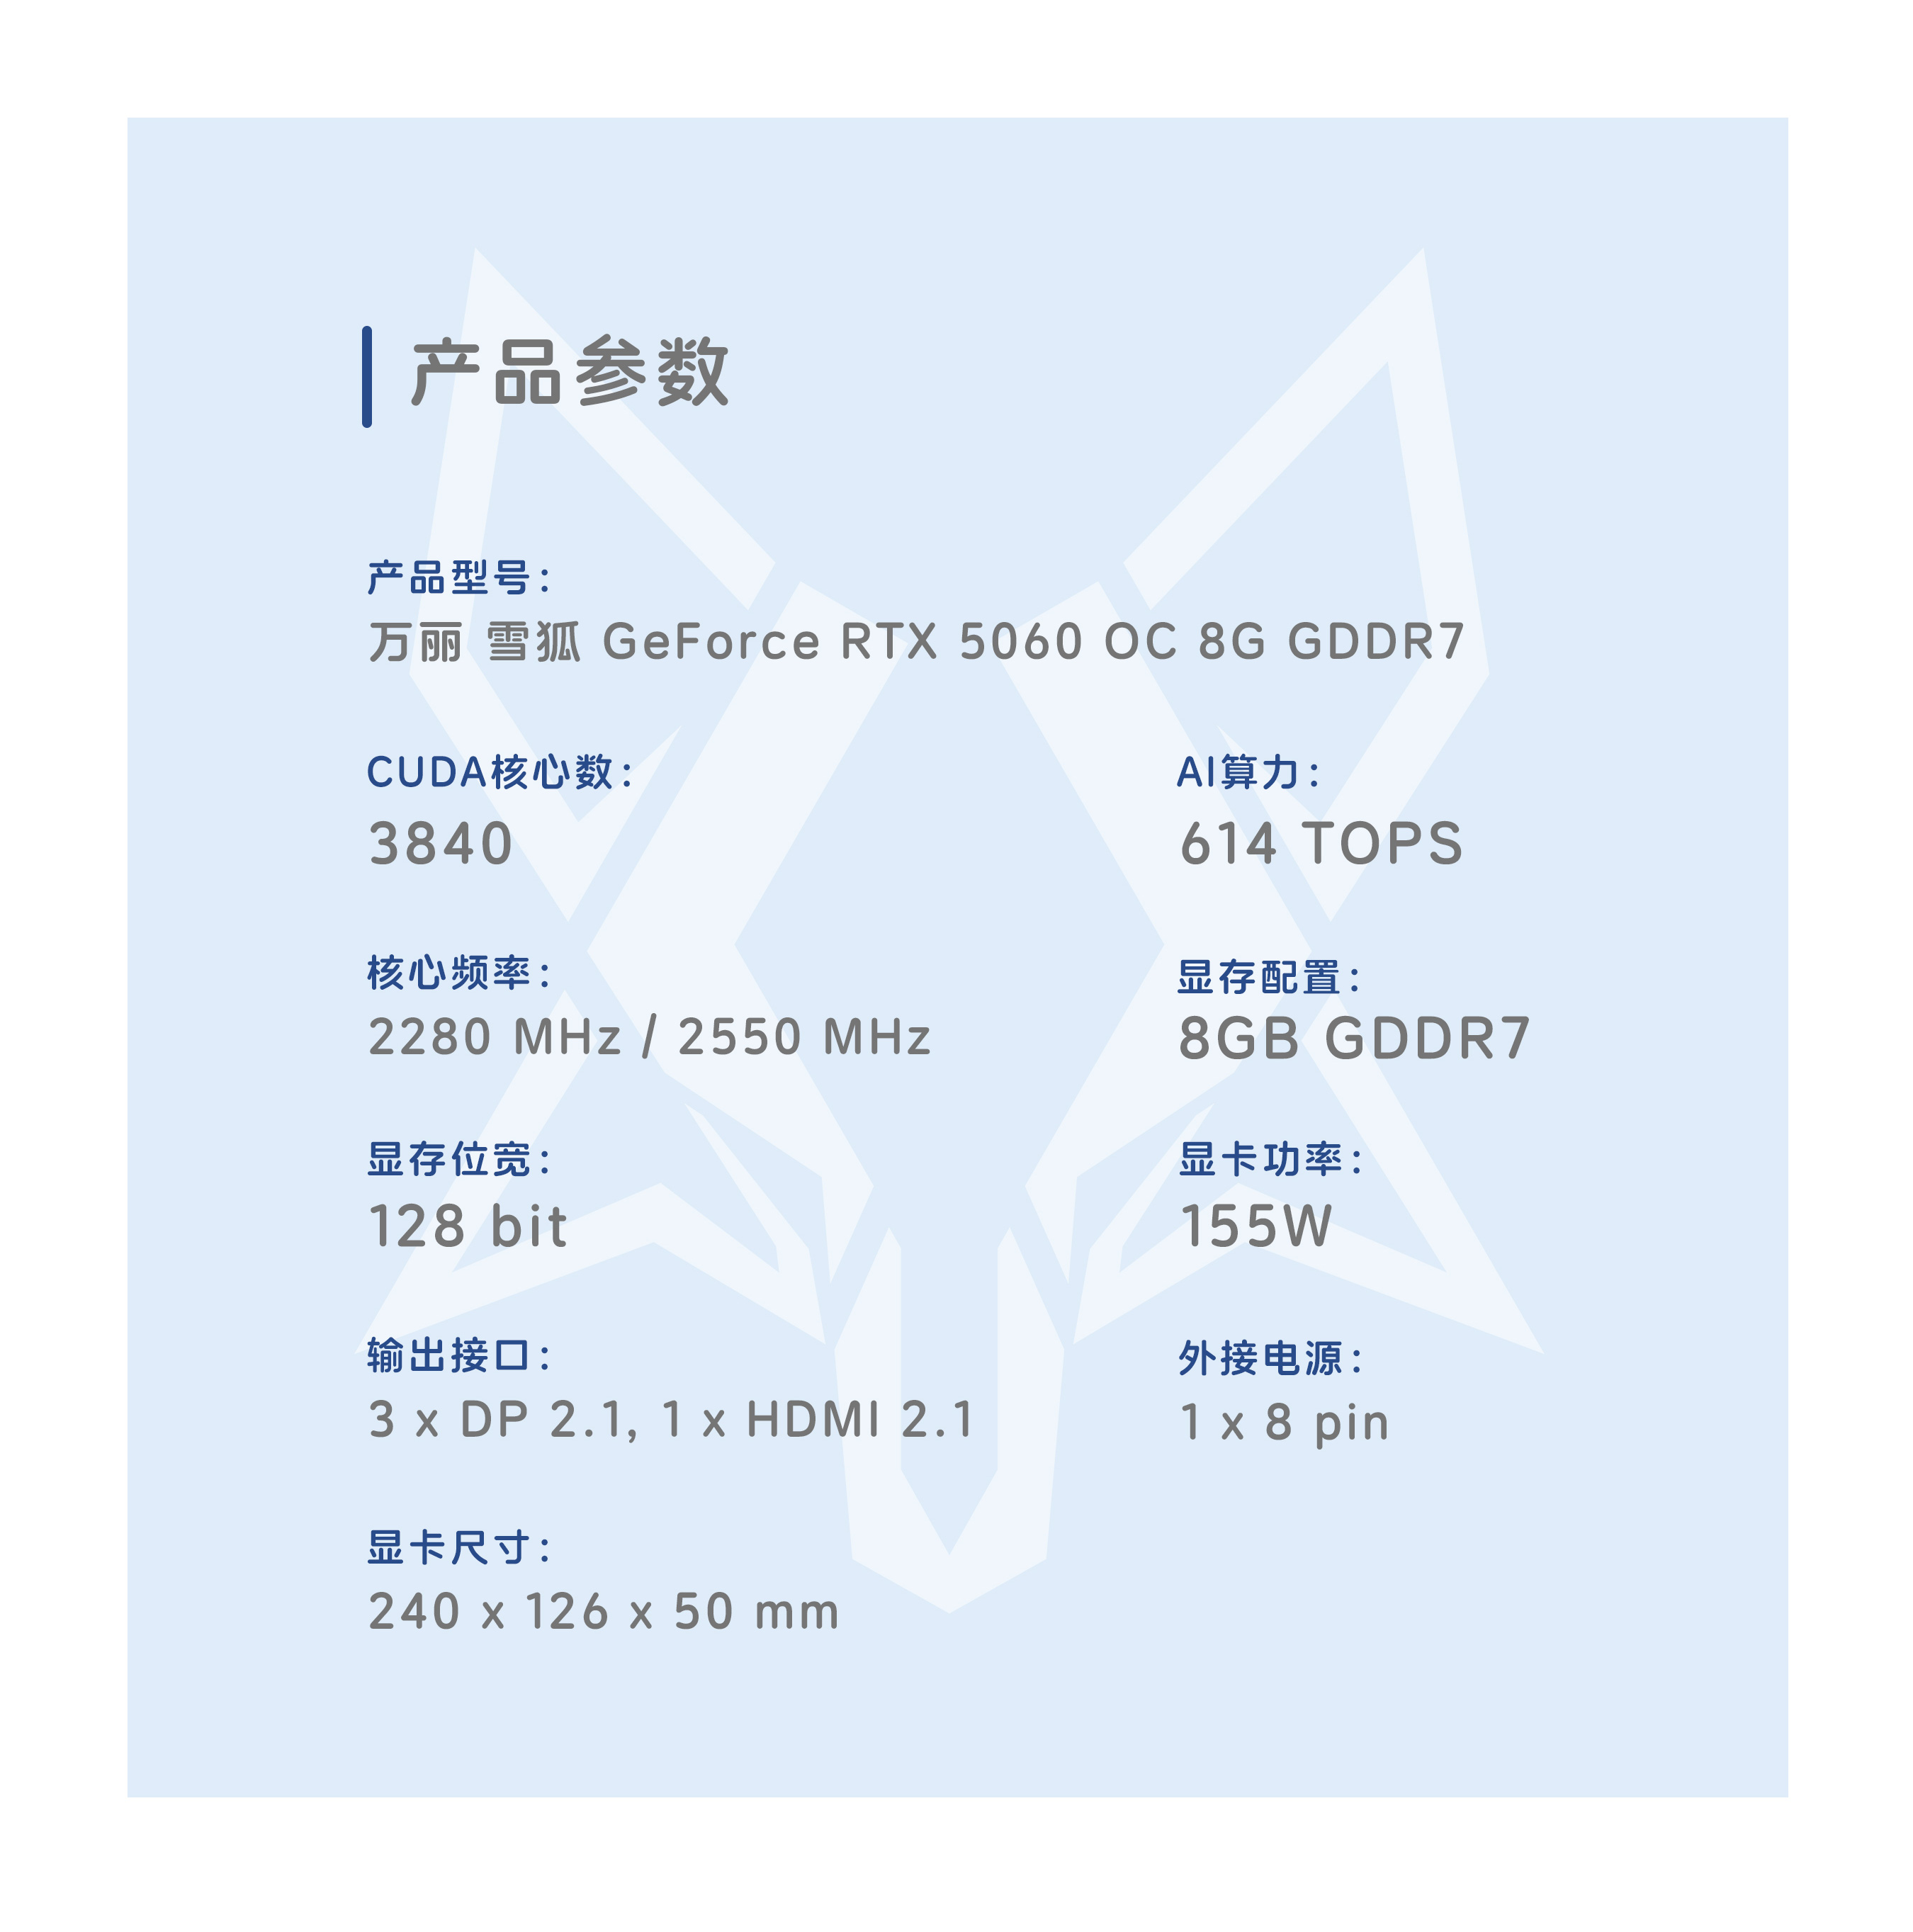 产品参数
产品型号：
万丽 雪狐 GeForce RTX 5060 OC 8G GDDR7
CUDA核心数：
3840
AI算力：
614 TOPS
核心频率：
2280 MHz / 2550 MHz
显存配置：
8GB GDDR7
显存位宽：
128 bit
显卡功率：
155W
输出接口：
3 x DP 2.1, 1 x HDMI 2.1
外接电源：
1 x 8 pin
显卡尺寸：
240 x 126 x 50 mm